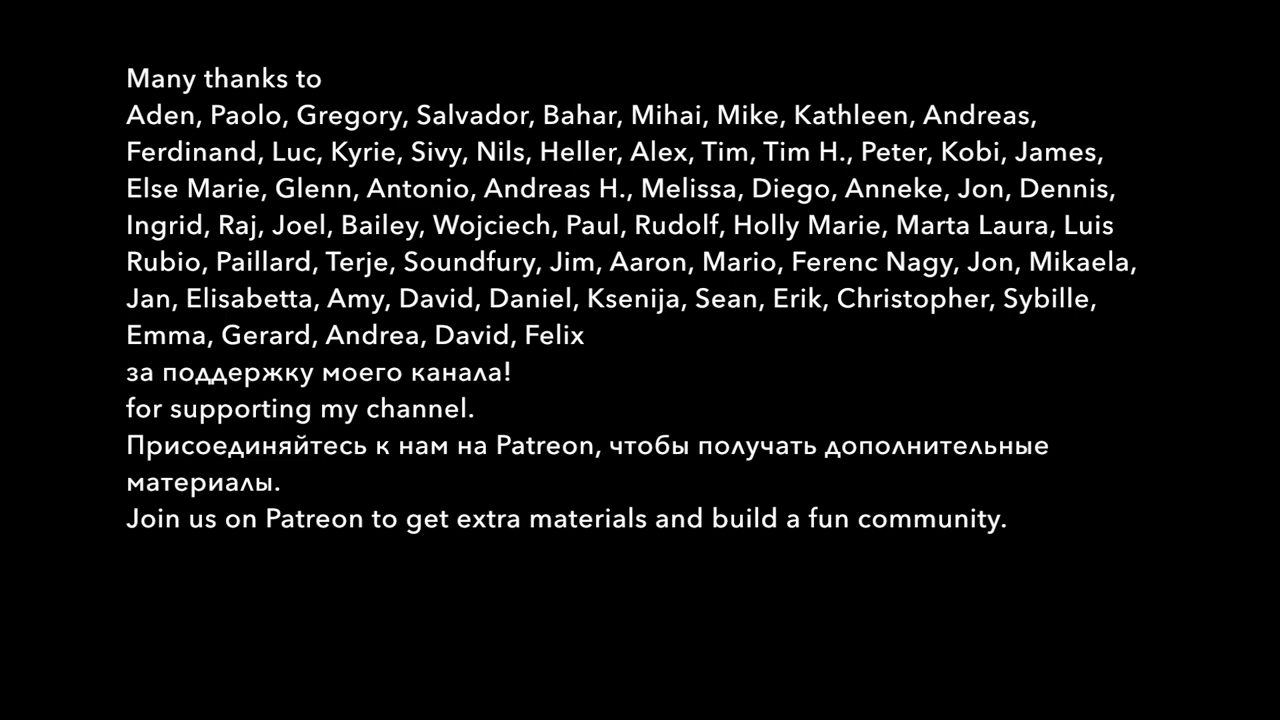 Many thanks to
Aden, Paolo, Gregory, Salvador, Bahar, Mihai, Mike, Kathleen, Andreas,
Ferdinand, Luc, Kyrie, Sivy, Nils, Heller, Alex, Tim, Tim H., Peter, Kobi, James,
Else Marie, Glenn, Antonio, Andreas H., Melissa, Diego, Anneke, Jon, Dennis,
Ingrid, Raj, Joel, Bailey, Wojciech, Paul, Rudolf, Holly Marie, Marta Laura, Luis
Rubio, Paillard, Terje, Soundfury, Jim, Aaron, Mario, Ferenc Nagy, Jon, Mikaela,
Jan, Elisabetta, Amy, David, Daniel, Ksenija, Sean, Erik, Christopher, Sybille,
Emma, Gerard, Andrea, David, Felix
за поддержку моего канала!
for supporting my channel.
Присоединяйтесь к нам на Patreon, чтобы получать дополнительные
материалы.
Join us on Patreon to get extra materials and build a fun community.